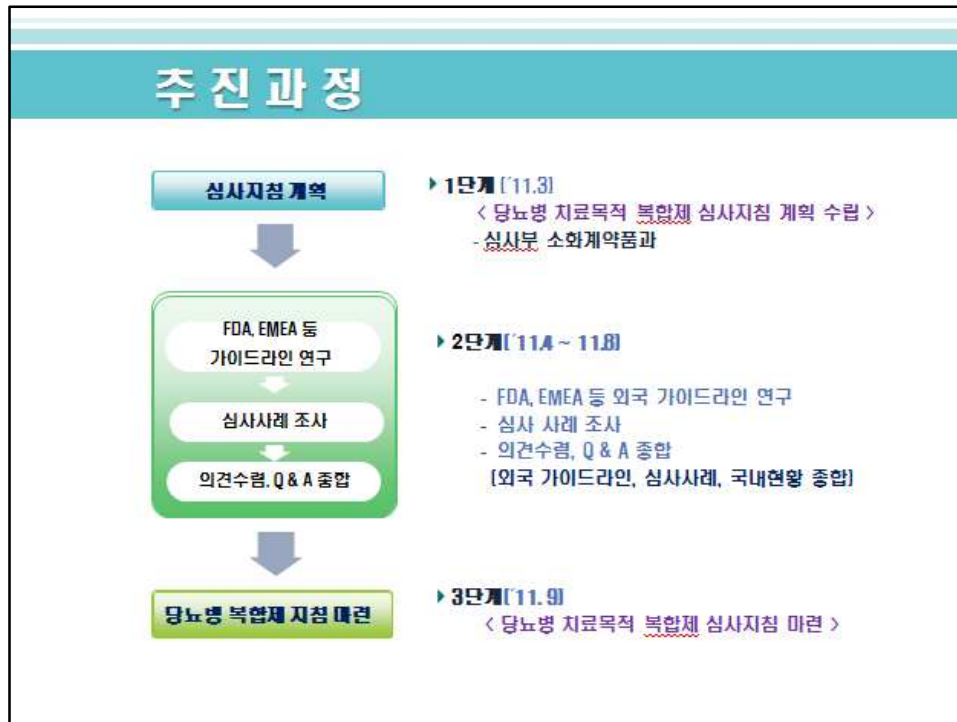 추 진 과 정
심사지침 계획
▶ 1단계 (´11.3)
< 당뇨병 치료목적 복합제 심사지침 계획 수립 >
- 심사부 소화계약품과
FDA, EMEA 등
가이드라인 연구
심사사례 조사
의견수렴, Q & A 종합
▶ 2단계(´11.4 ~ 11.8)
- FDA, EMEA 등 외국 가이드라인 연구
- 심사 사례 조사
- 의견수렴, Q & A 종합
(외국 가이드라인, 심사사례, 국내현황 종합)
당뇨병 복합제 지침 마련
▶ 3단계(´11. 9)
< 당뇨병 치료목적 복합제 심사지침 마련 >